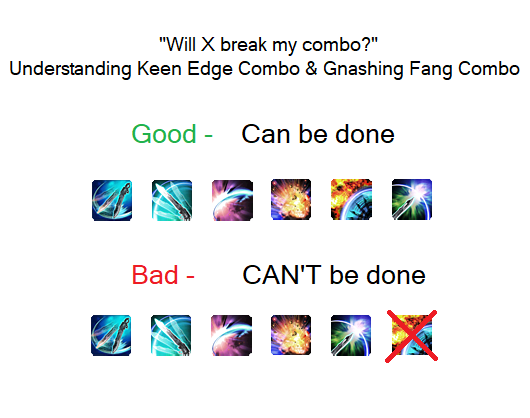 "Will X break my combo?"
Understanding Keen Edge Combo & Gnashing Fang Combo
Good - Can be done
Bad - CAN'T be done